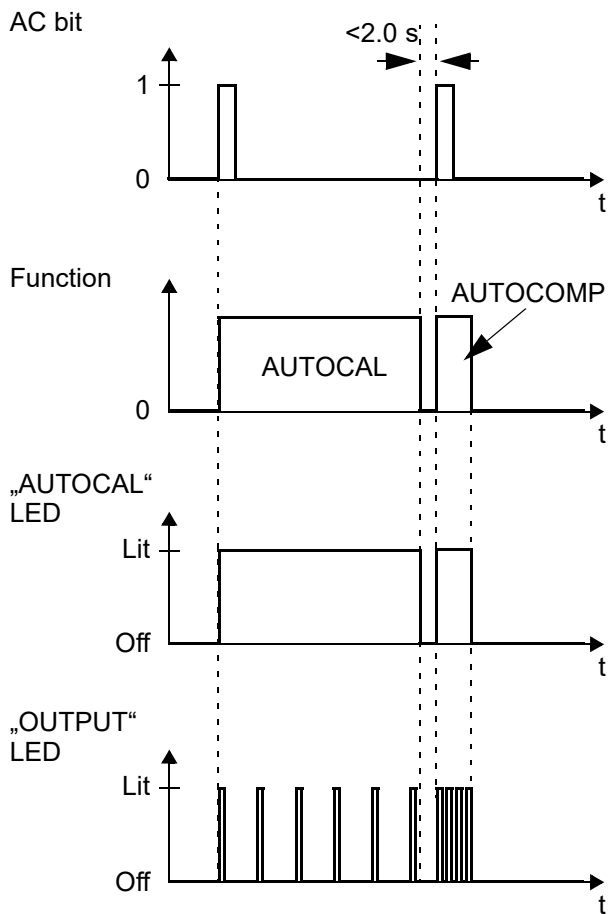 AC bit
<2.0 s
1
0
t
Function
AUTOCOMP
AUTOCAL
0
t
„AUTOCAL“
LED
Lit
Off
t
„OUTPUT“
LED
Lit
Off
t